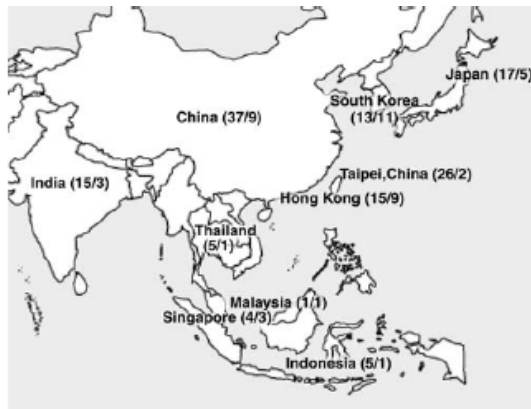 Japan (17/5)
South Korea
(13/11)
China (37/9)
Taipei,China (26/2)
India (15/3)
Hong Kong (15/9)
Thailand
(5/1)
Malaysia (1/1)
Singapore (4/3)
Indonesia (5/1)